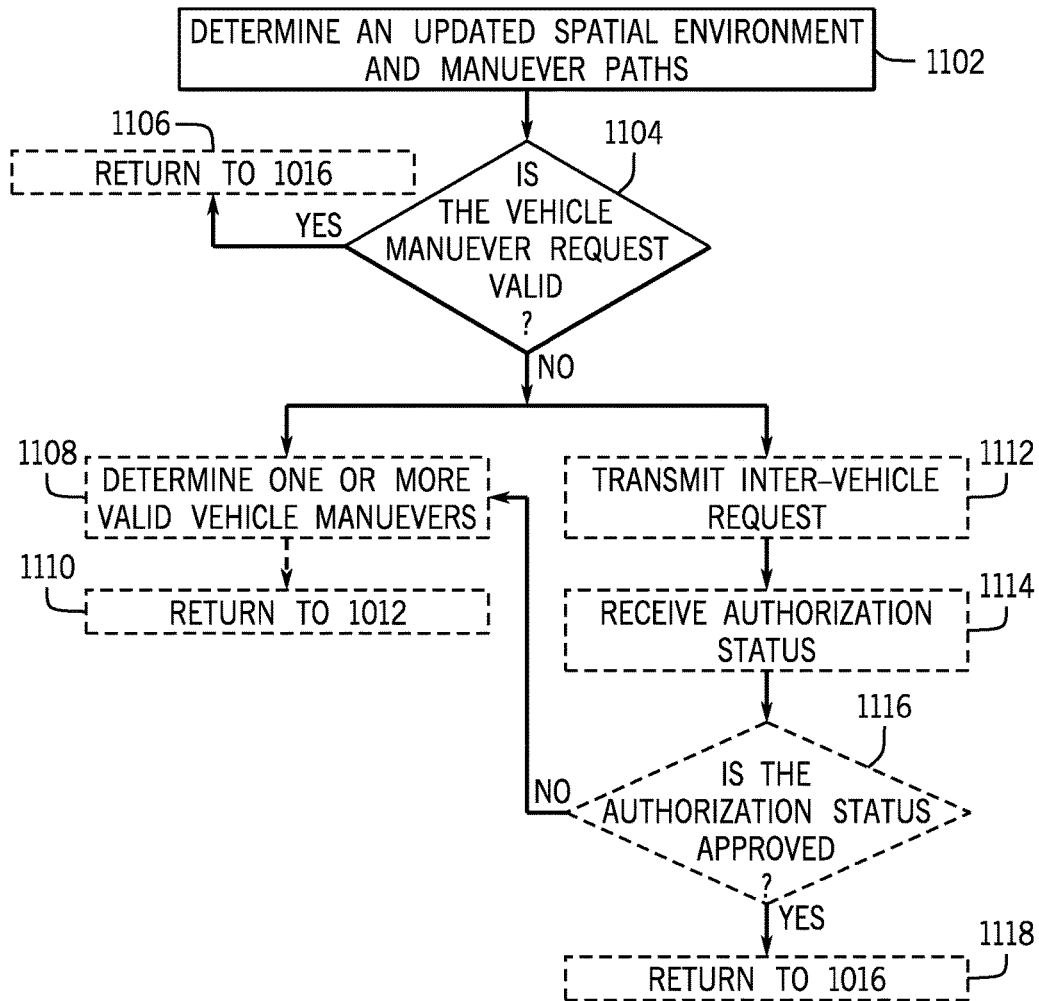 DETERMINE AN UPDATED SPATIAL ENVIRONMENT
AND MANUEVER PATHS
1102
1106
RETURN TO 1016
1104
YES
IS
THE VEHICLE
MANUEVER REQUEST
VALID
?
NO
1108
DETERMINE ONE OR MORE
VALID VEHICLE MANUEVERS
1110
RETURN TO 1012
1112
TRANSMIT INTER-VEHICLE
REQUEST
1114
RECEIVE AUTHORIZATION
STATUS
1116
NO
IS THE
AUTHORIZATION STATUS
APPROVED
?
YES
1118
RETURN TO 1016